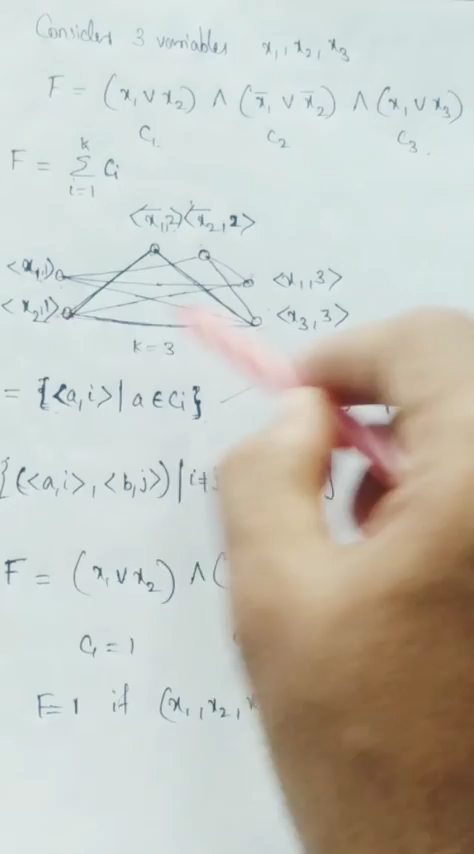 Consider 3 variables x₁, x₂, x₃
F = (x₁ ∨ x₂) ∧ (x̄₁ ∨ x̄₂) ∧ (x₁ ∨ x₃)
C₁ C₂ C₃
F = Σ_{i=1}^{k} Cᵢ
<x̄₁,2> <x̄₂,2>
<x₁,1>
<x₁,3>
<x₂,1>
<x₃,3>
k = 3
= {<a,i> | a ∈ Cᵢ}
{(<a,i>, <b,j>) | i≠
F = (x₁ ∨ x₂) ∧ (
C₁ = 1
F=1 if (x₁, x₂,